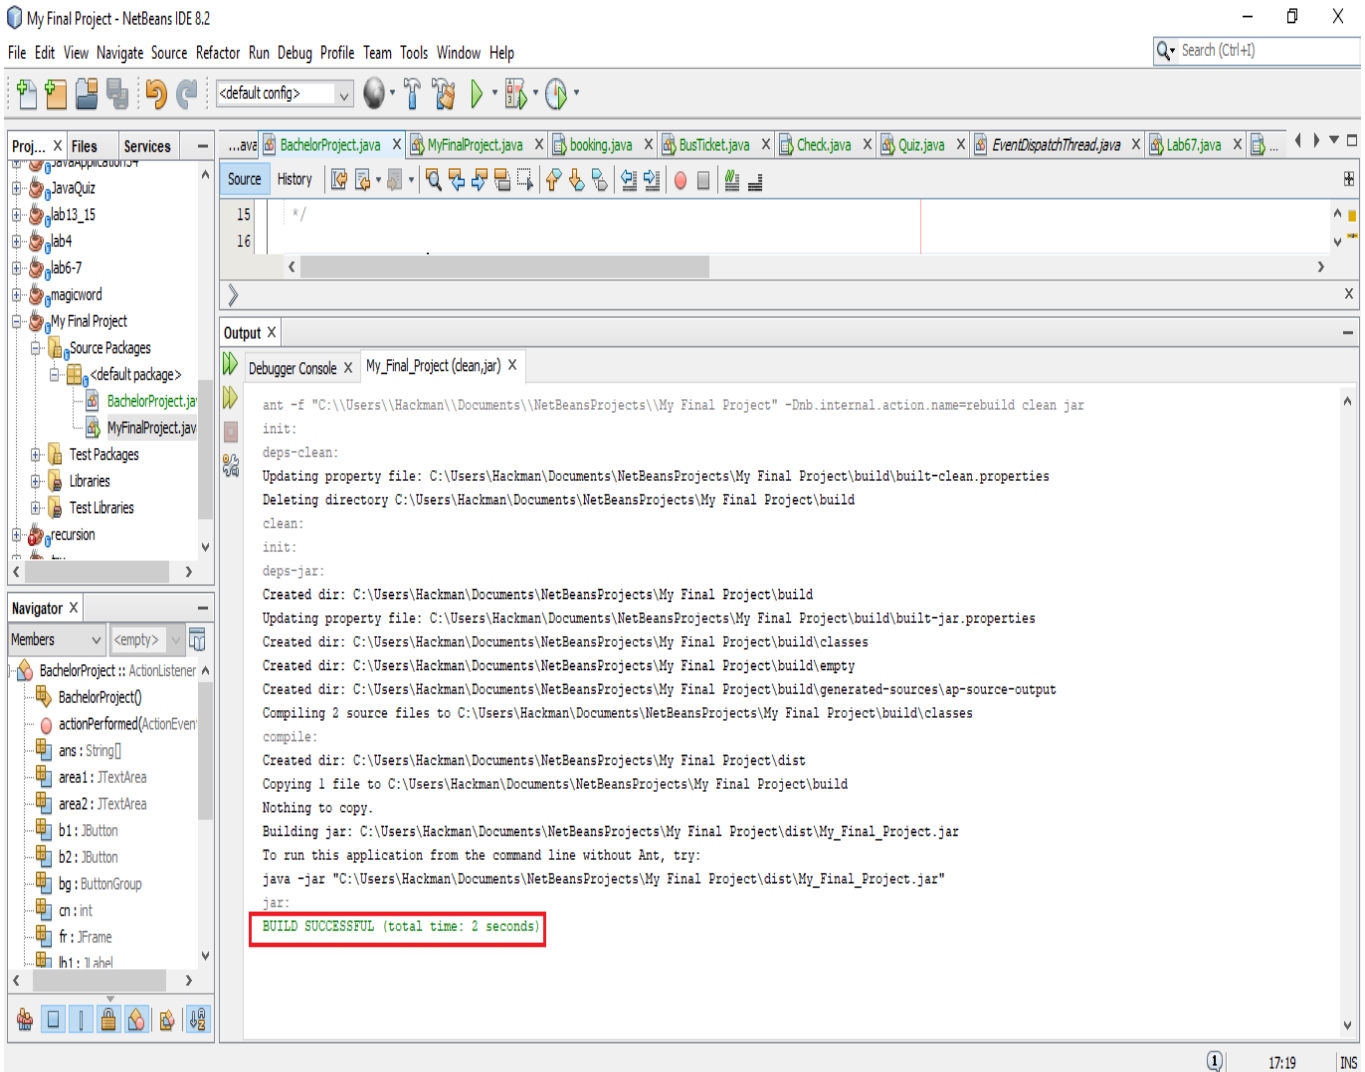 My Final Project - NetBeans IDE 8.2
File Edit View Navigate Source Refactor Run Debug Profile Team Tools Window Help
Search (Ctrl+I)
<default config>
Proj... X Files Services
...ava BachelorProject.java X MyFinalProject.java X booking.java X BusTicket.java X Check.java X Quiz.java X EventDispatchThread.java X Lab67.java X ...
Source History
15 */
16
JavaApplication34
JavaQuiz
lab13_15
lab4
lab6-7
magicword
My Final Project
Source Packages
<default package>
BachelorProject.jav
MyFinalProject.jav
Test Packages
Libraries
Test Libraries
recursion
Navigator X
Members <empty>
BachelorProject :: ActionListener
BachelorProject()
actionPerformed(ActionEven
ans : String[]
area1 : JTextArea
area2 : JTextArea
b1 : JButton
b2 : JButton
bg : ButtonGroup
cn : int
fr : JFrame
lb1 : JLabel
Output X
Debugger Console X My_Final_Project (clean,jar) X
ant -f "C:\\Users\\Hackman\\Documents\\NetBeansProjects\\My Final Project" -Dnb.internal.action.name=rebuild clean jar
init:
deps-clean:
Updating property file: C:\Users\Hackman\Documents\NetBeansProjects\My Final Project\build\built-clean.properties
Deleting directory C:\Users\Hackman\Documents\NetBeansProjects\My Final Project\build
clean:
init:
deps-jar:
Created dir: C:\Users\Hackman\Documents\NetBeansProjects\My Final Project\build
Updating property file: C:\Users\Hackman\Documents\NetBeansProjects\My Final Project\build\built-jar.properties
Created dir: C:\Users\Hackman\Documents\NetBeansProjects\My Final Project\build\classes
Created dir: C:\Users\Hackman\Documents\NetBeansProjects\My Final Project\build\empty
Created dir: C:\Users\Hackman\Documents\NetBeansProjects\My Final Project\build\generated-sources\ap-source-output
Compiling 2 source files to C:\Users\Hackman\Documents\NetBeansProjects\My Final Project\build\classes
compile:
Created dir: C:\Users\Hackman\Documents\NetBeansProjects\My Final Project\dist
Copying 1 file to C:\Users\Hackman\Documents\NetBeansProjects\My Final Project\build
Nothing to copy.
Building jar: C:\Users\Hackman\Documents\NetBeansProjects\My Final Project\dist\My_Final_Project.jar
To run this application from the command line without Ant, try:
java -jar "C:\Users\Hackman\Documents\NetBeansProjects\My Final Project\dist\My_Final_Project.jar"
jar:
BUILD SUCCESSFUL (total time: 2 seconds)
1 17:19 INS